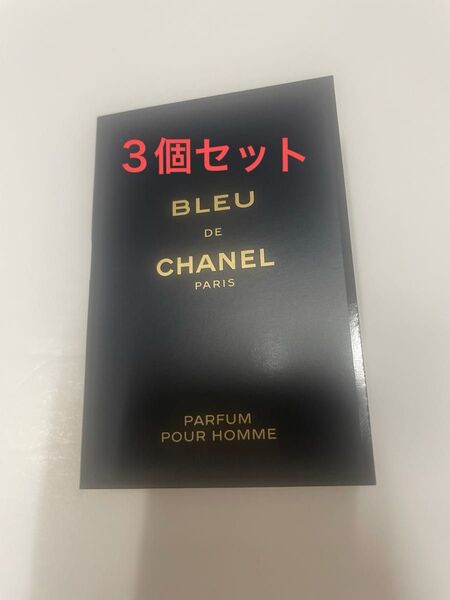 ３個セット
BLEU
DE
CHANEL
PARIS
PARFUM
POUR HOMME